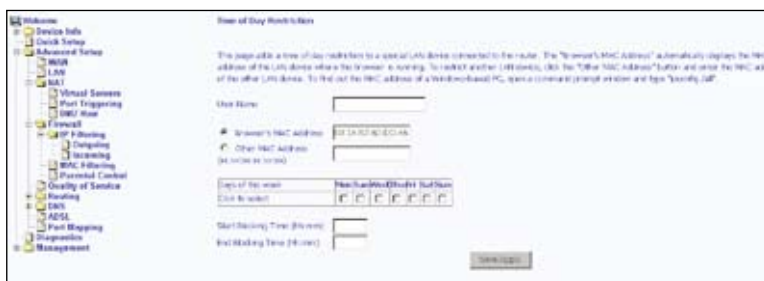 Welcome
Device Info
Quick Setup
Advanced Setup
WAN
LAN
NAT
Virtual Servers
Port Triggering
DMZ Host
Firewall
IP Filtering
Outgoing
Incoming
MAC Filtering
Parental Control
Quality of Service
Routing
DNS
ADSL
Port Mapping
Diagnostics
Management
Time of Day Restriction
This page adds a time of day restriction to a special LAN device connected to the router. The "Browser's MAC Address" automatically displays the MAC
address of the LAN device where the browser is running. To restrict another LAN device, click the "Other MAC Address" button and enter the MAC ad
of the other LAN device. To find out the MAC address of a Windows-based PC, open a command prompt window and type "ipconfig /all".
User Name
Browser's MAC Address
Other MAC Address
(xx:xx:xx:xx:xx:xx)
Days of the week Mon Tue Wed Thu Fri Sat Sun
Click to select
Start Blocking Time (hh:mm)
End Blocking Time (hh:mm)
Save/Apply